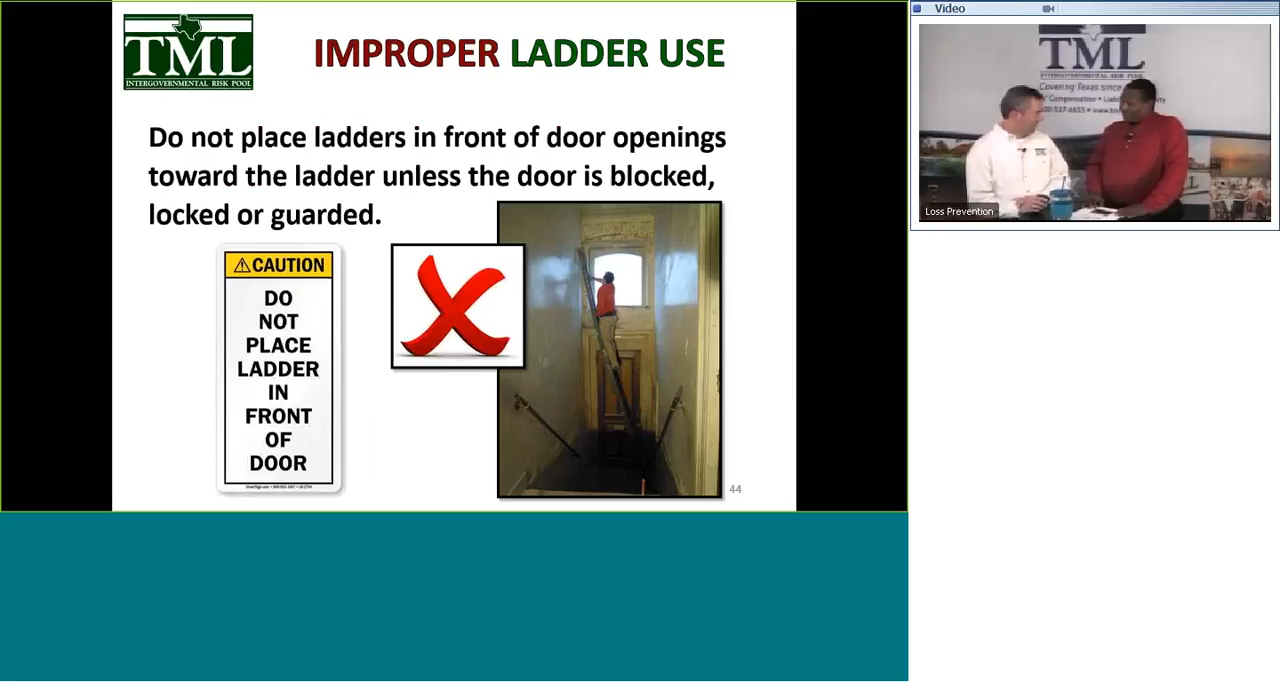 TML
INTERGOVERNMENTAL RISK POOL
IMPROPER LADDER USE
Do not place ladders in front of door openings
toward the ladder unless the door is blocked,
locked or guarded.
CAUTION
DO
NOT
PLACE
LADDER
IN
FRONT
OF
DOOR
44
Video
TML
INTERGOVERNMENTAL RISK POOL
Covering Texas since
Compensation • Liabil
Loss Prevention